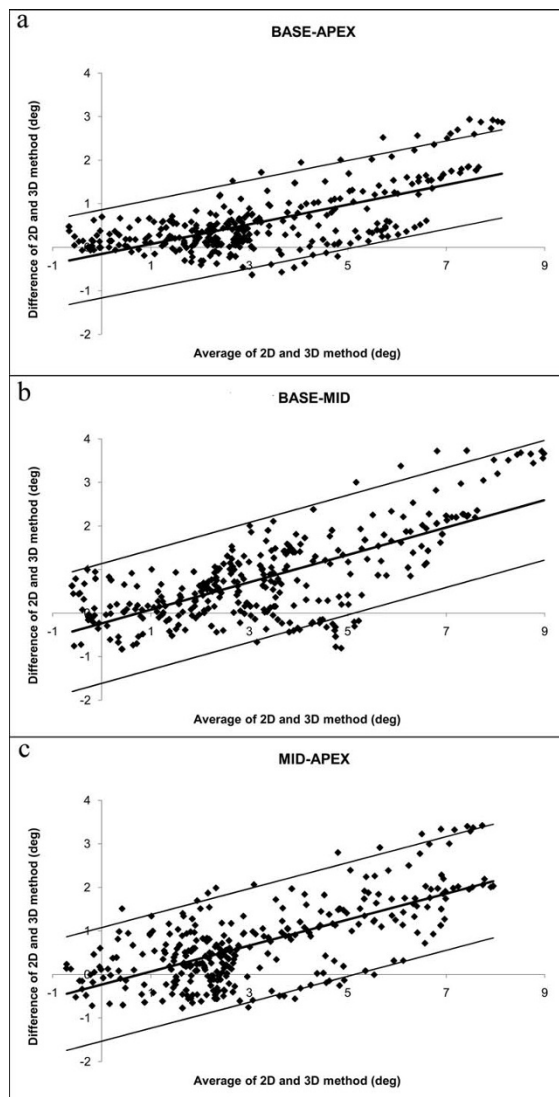 a
BASE-APEX
4
3
2
1
0
-1 1 3 5 7 9
-1
-2
Difference of 2D and 3D method (deg)
Average of 2D and 3D method (deg)
b
BASE-MID
4
3
2
1
0
-1 1 3 5 7 9
-1
-2
Difference of 2D and 3D method (deg)
Average of 2D and 3D method (deg)
c
MID-APEX
4
3
2
1
0
-1 1 3 5 7 9
-1
-2
Difference of 2D and 3D method (deg)
Average of 2D and 3D method (deg)